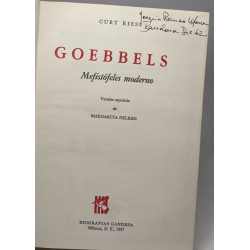 CURT RIESS
GOEBBELS
Mefistófeles moderno
Versión española
de
MARGARITA NELKEN
BIOGRAFIAS GANDESA
México, D. F., 1957